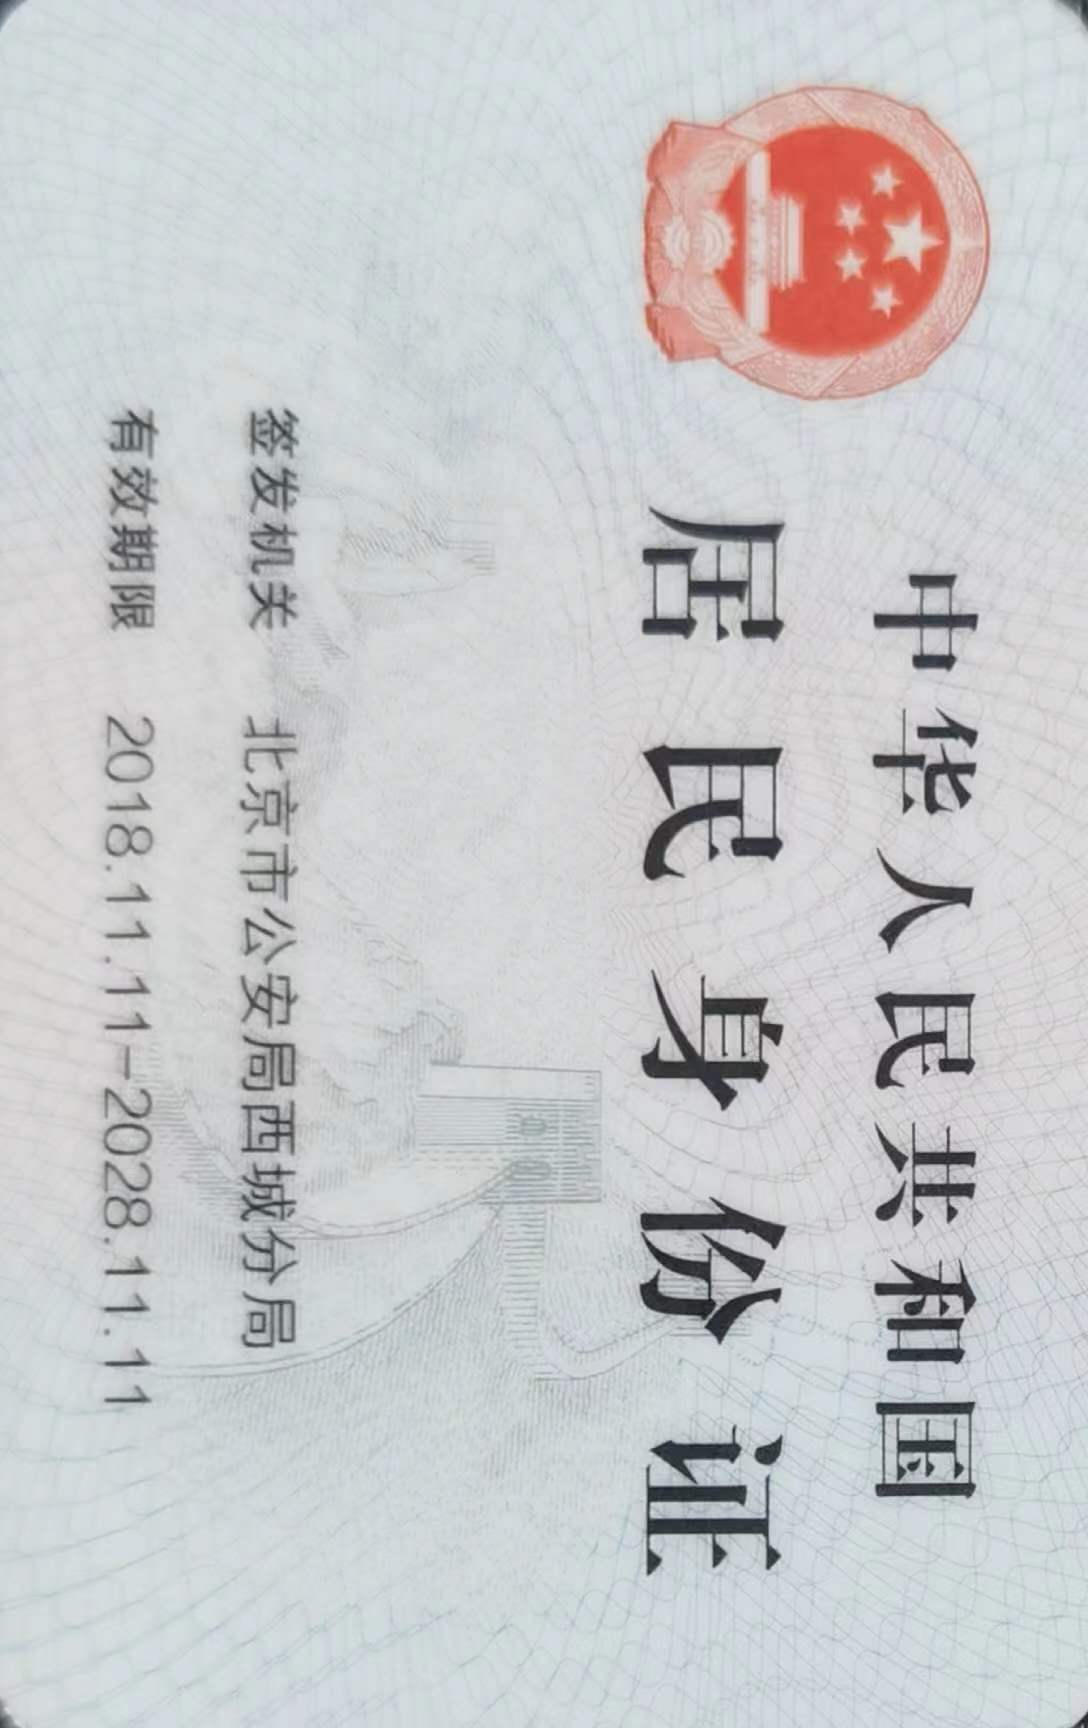 中华人民共和国
居民身份证
签发机关 北京市公安局西城分局
有效期限 2018.11.11-2028.11.11